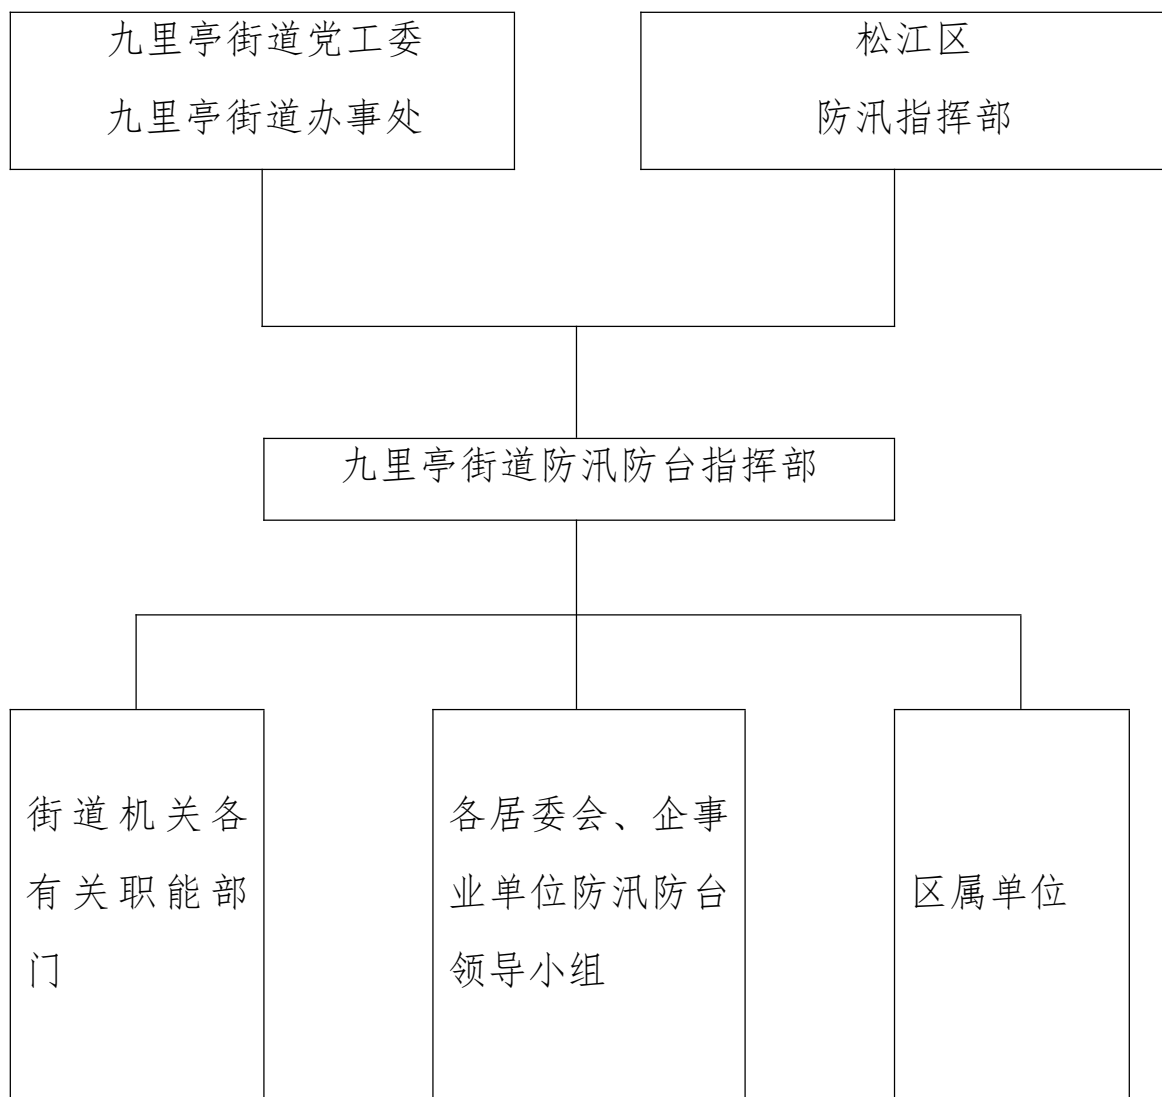 九里亭街道党工委
九里亭街道办事处
松江区
防汛指挥部
九里亭街道防汛防台指挥部
街道机关各
有关职能部
门
各居委会、企事
业单位防汛防台
领导小组
区属单位